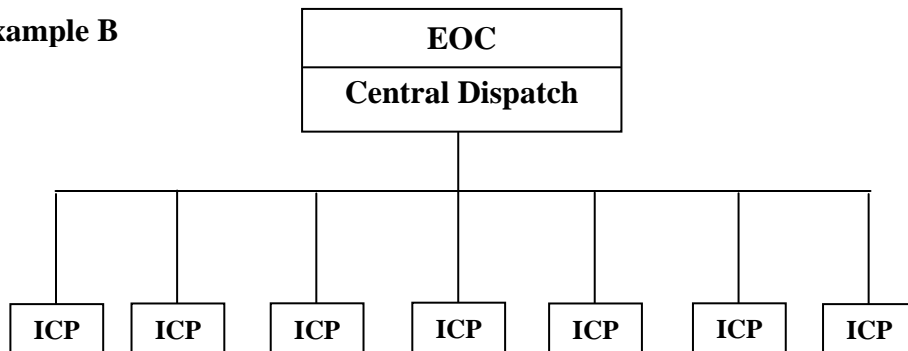 xample B
EOC
Central Dispatch
ICP ICP ICP ICP ICP ICP ICP